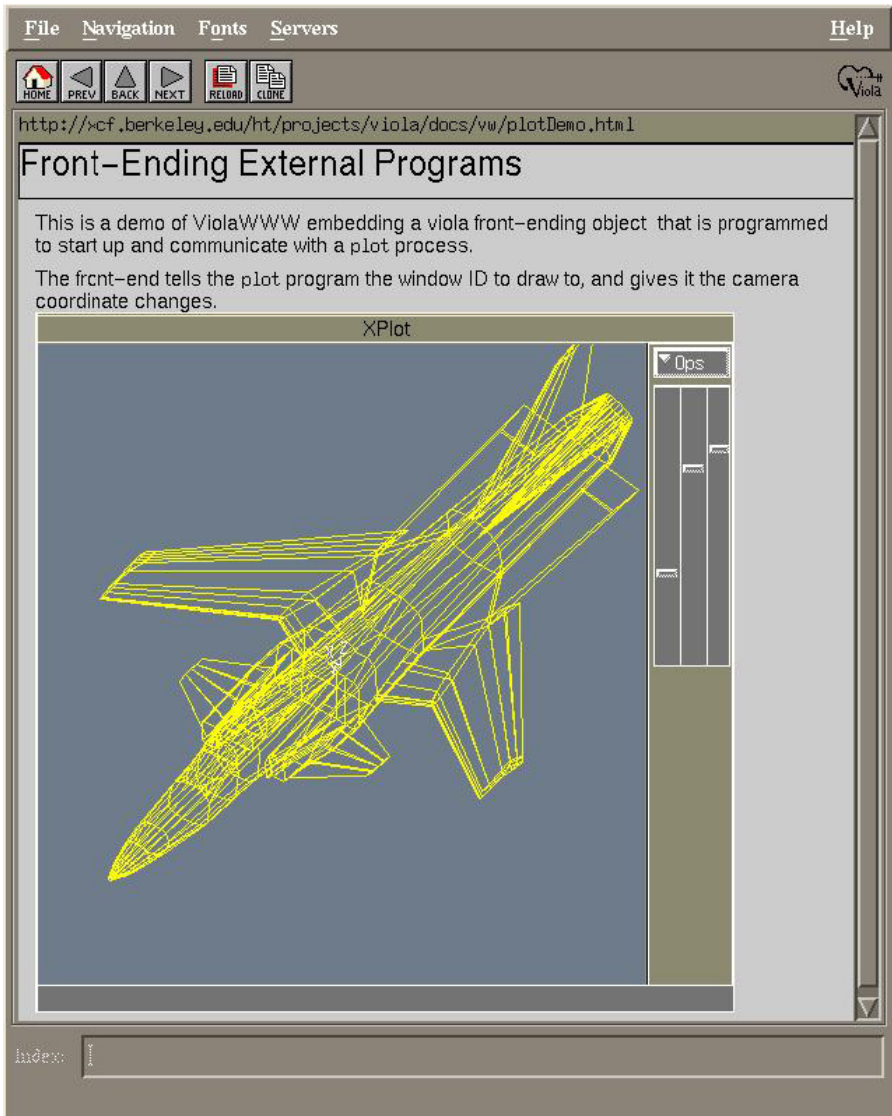 File Navigation Fonts Servers Help
HOME PREV BACK NEXT RELOAD CLONE Viola
http://xcf.berkeley.edu/ht/projects/viola/docs/vw/plotDemo.html
Front-Ending External Programs
This is a demo of ViolaWWW embedding a viola front-ending object that is programmed
to start up and communicate with a plot process.
The front-end tells the plot program the window ID to draw to, and gives it the camera
coordinate changes.
XPlot
Ops
Index: